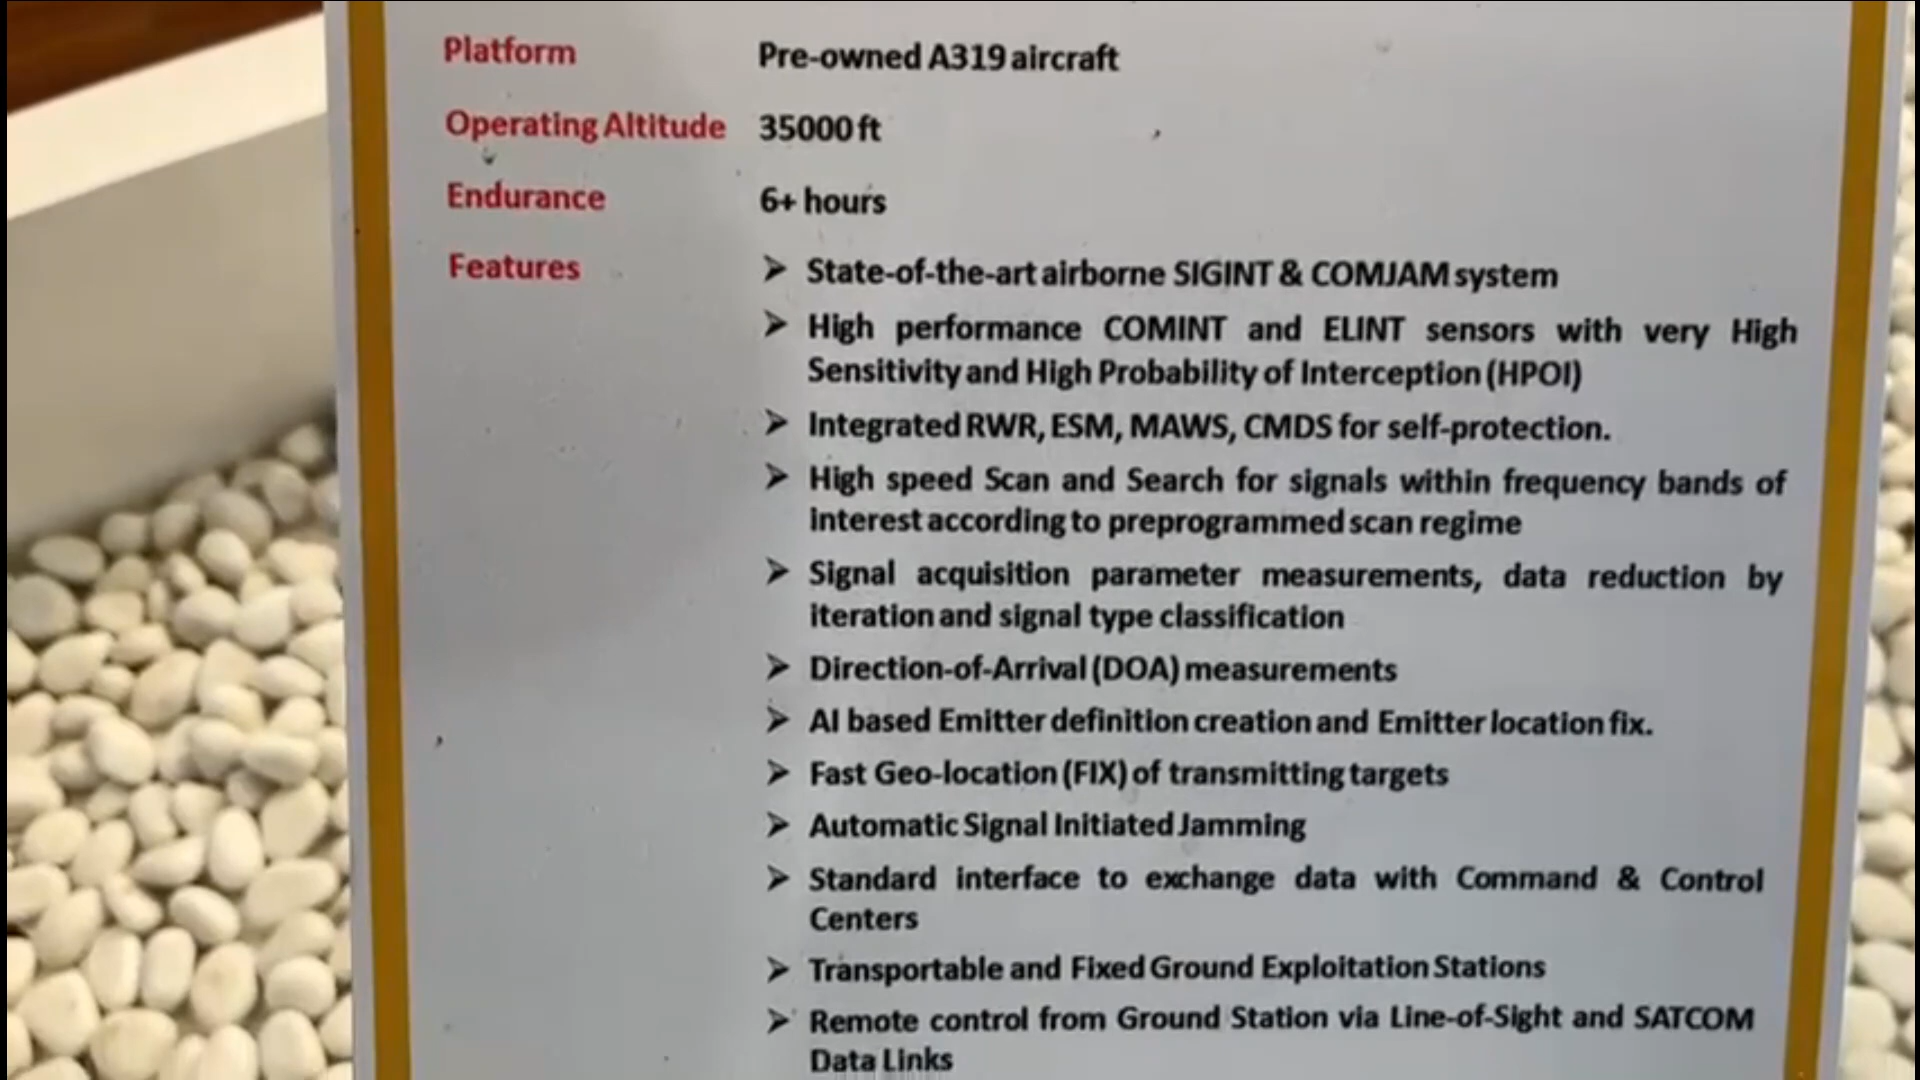 Platform Pre-owned A319 aircraft
Operating Altitude 35000 ft
Endurance 6+ hours
Features ➤ State-of-the-art airborne SIGINT & COMJAM system
➤ High performance COMINT and ELINT sensors with very High
Sensitivity and High Probability of Interception (HPOI)
➤ Integrated RWR, ESM, MAWS, CMDS for self-protection.
➤ High speed Scan and Search for signals within frequency bands of
interest according to preprogrammed scan regime
➤ Signal acquisition parameter measurements, data reduction by
iteration and signal type classification
➤ Direction-of-Arrival (DOA) measurements
➤ AI based Emitter definition creation and Emitter location fix.
➤ Fast Geo-location (FIX) of transmitting targets
➤ Automatic Signal Initiated Jamming
➤ Standard interface to exchange data with Command & Control
Centers
➤ Transportable and Fixed Ground Exploitation Stations
➤ Remote control from Ground Station via Line-of-Sight and SATCOM
Data Links